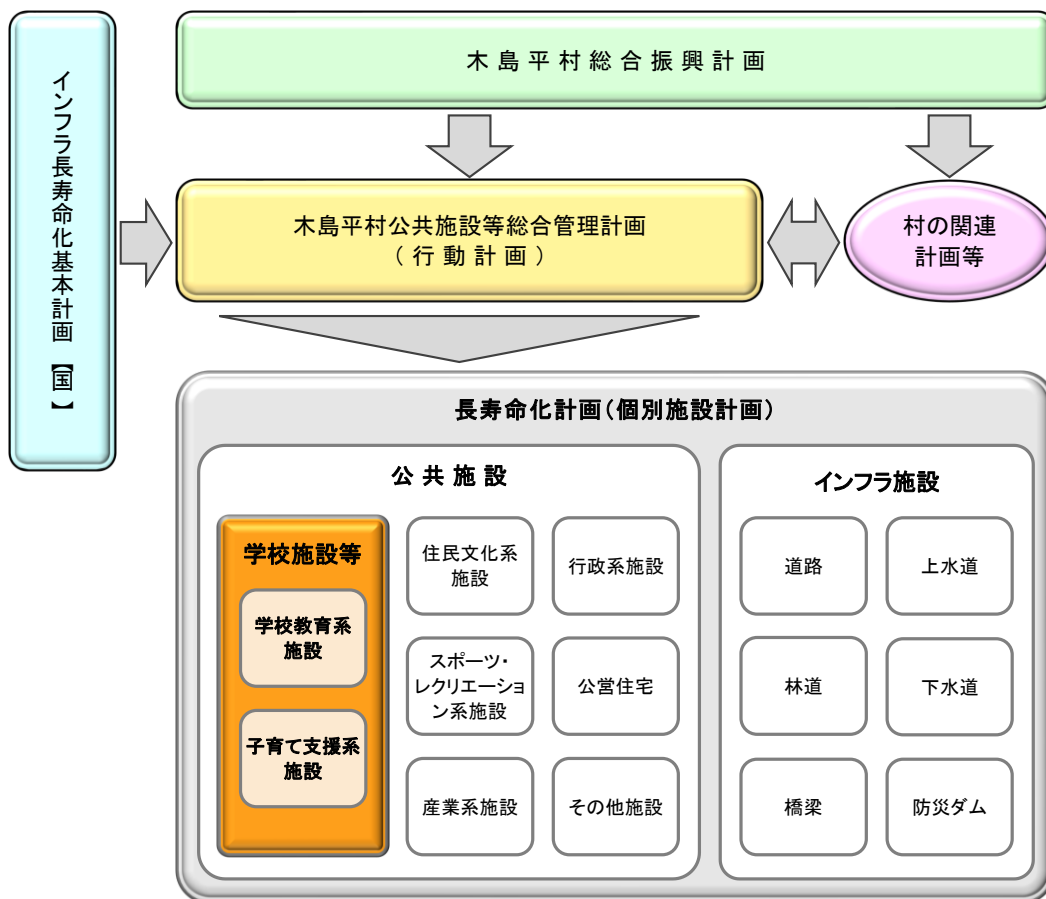 インフラ長寿命化基本計画【国】
木島平村総合振興計画
木島平村公共施設等総合管理計画
（行動計画）
村の関連
計画等
長寿命化計画（個別施設計画）
公共施設
学校施設等
学校教育系
施設
子育て支援系
施設
住民文化系
施設
行政系施設
スポーツ・
レクリエーショ
ン系施設
公営住宅
産業系施設
その他施設
インフラ施設
道路
上水道
林道
下水道
橋梁
防災ダム